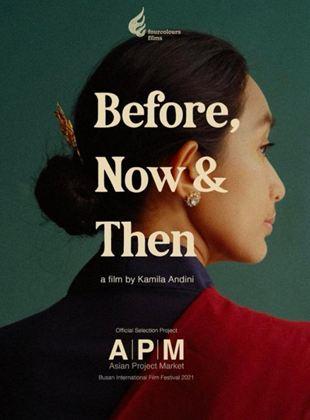 fourcolours
films
Before,
Now &
Then
a film by Kamila Andini
Official Selection Project
A|P|M
Asian Project Market
Busan International Film Festival 2021